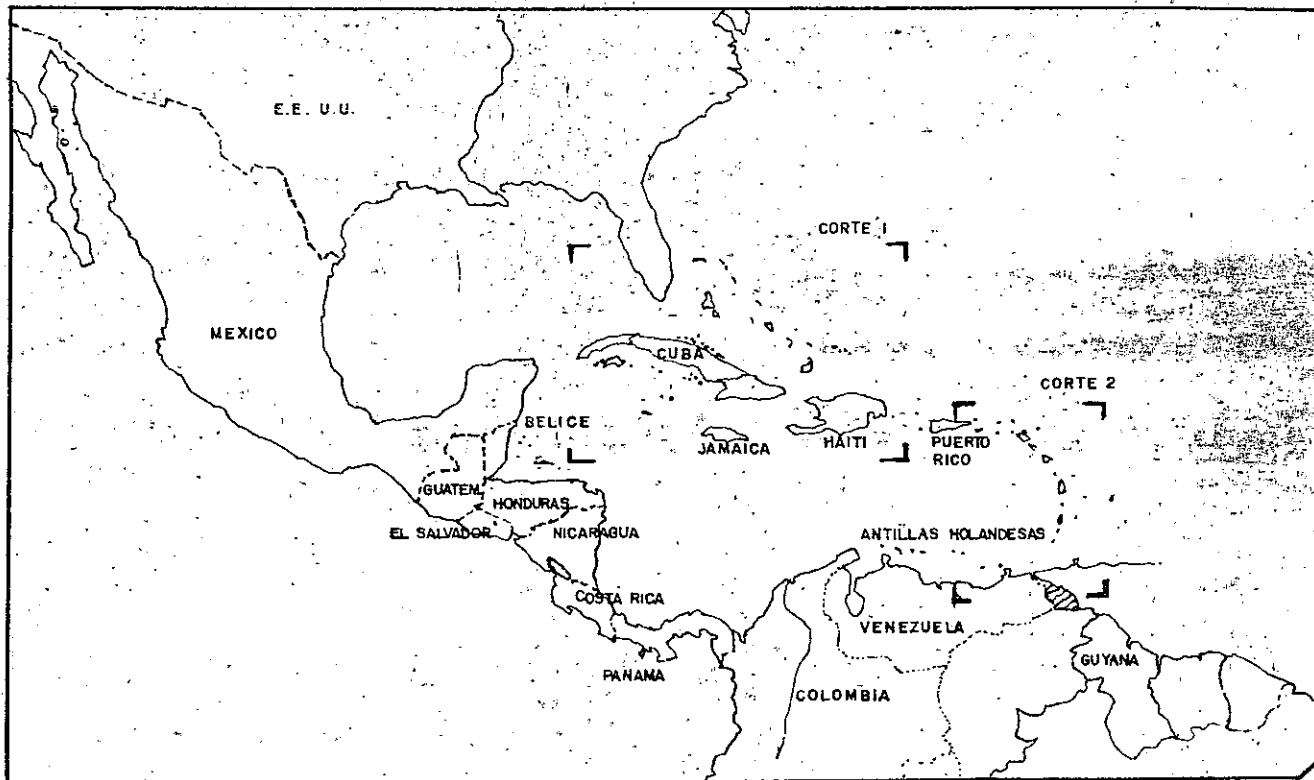 E.E. U.U.
CORTE 1
MEXICO
CUBA
CORTE 2
BELICE
JAMAICA
HAITI
PUERTO
RICO
GUATEM.
HONDURAS
EL SALVADOR
NICARAGUA
ANTILLAS HOLANDESAS
COSTA RICA
VENEZUELA
PANAMA
COLOMBIA
GUYANA